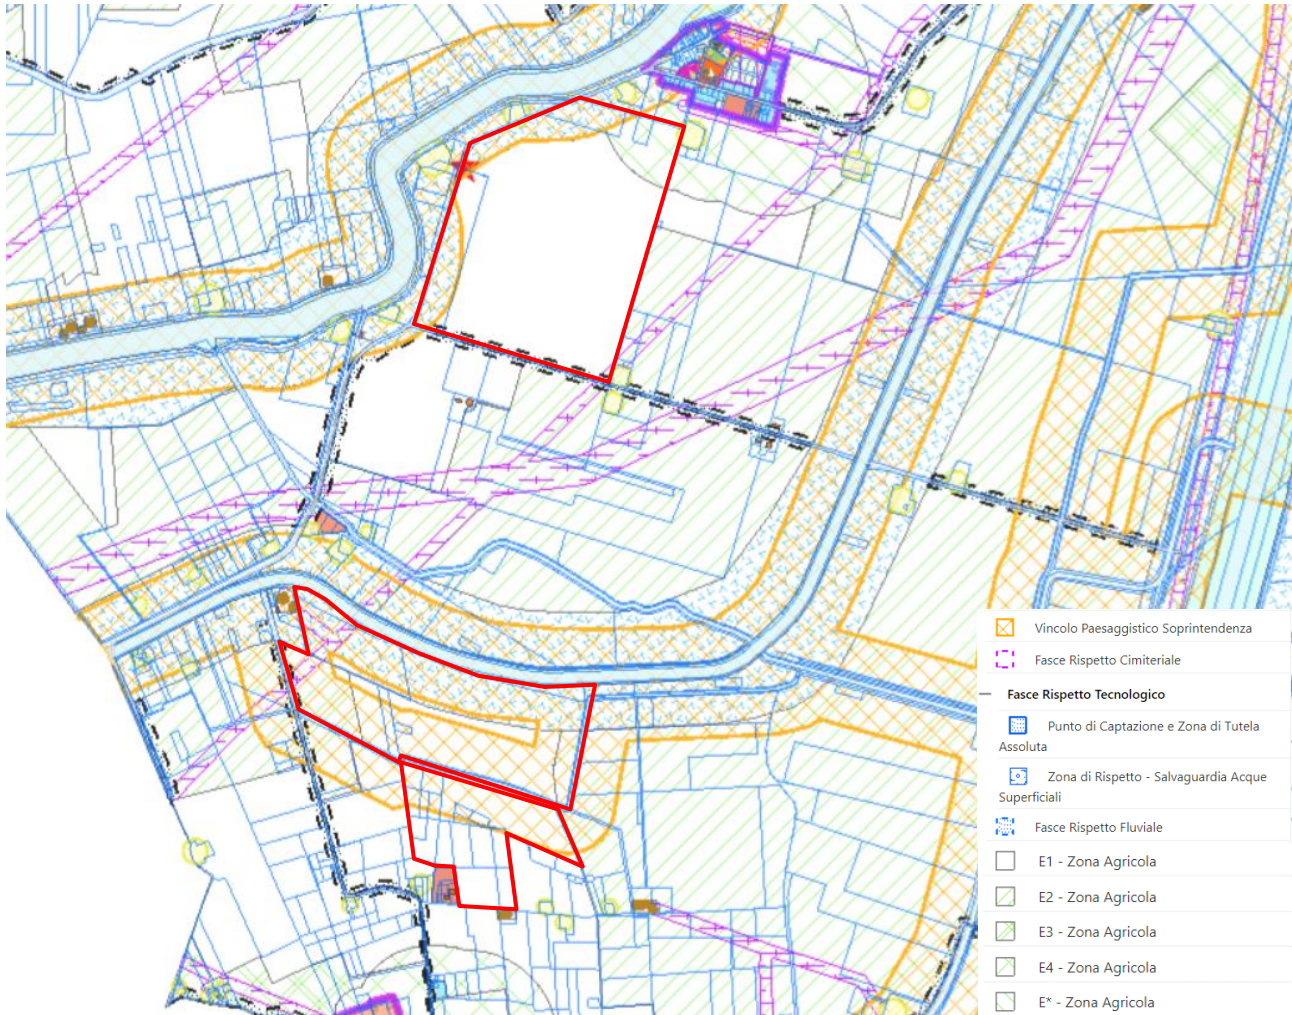 Vincolo Paesaggistico Soprintendenza
Fasce Rispetto Cimiteriale
Fasce Rispetto Tecnologico
Punto di Captazione e Zona di Tutela
Assoluta
Zona di Rispetto - Salvaguardia Acque
Superficiali
Fasce Rispetto Fluviale
E1 - Zona Agricola
E2 - Zona Agricola
E3 - Zona Agricola
E4 - Zona Agricola
E* - Zona Agricola